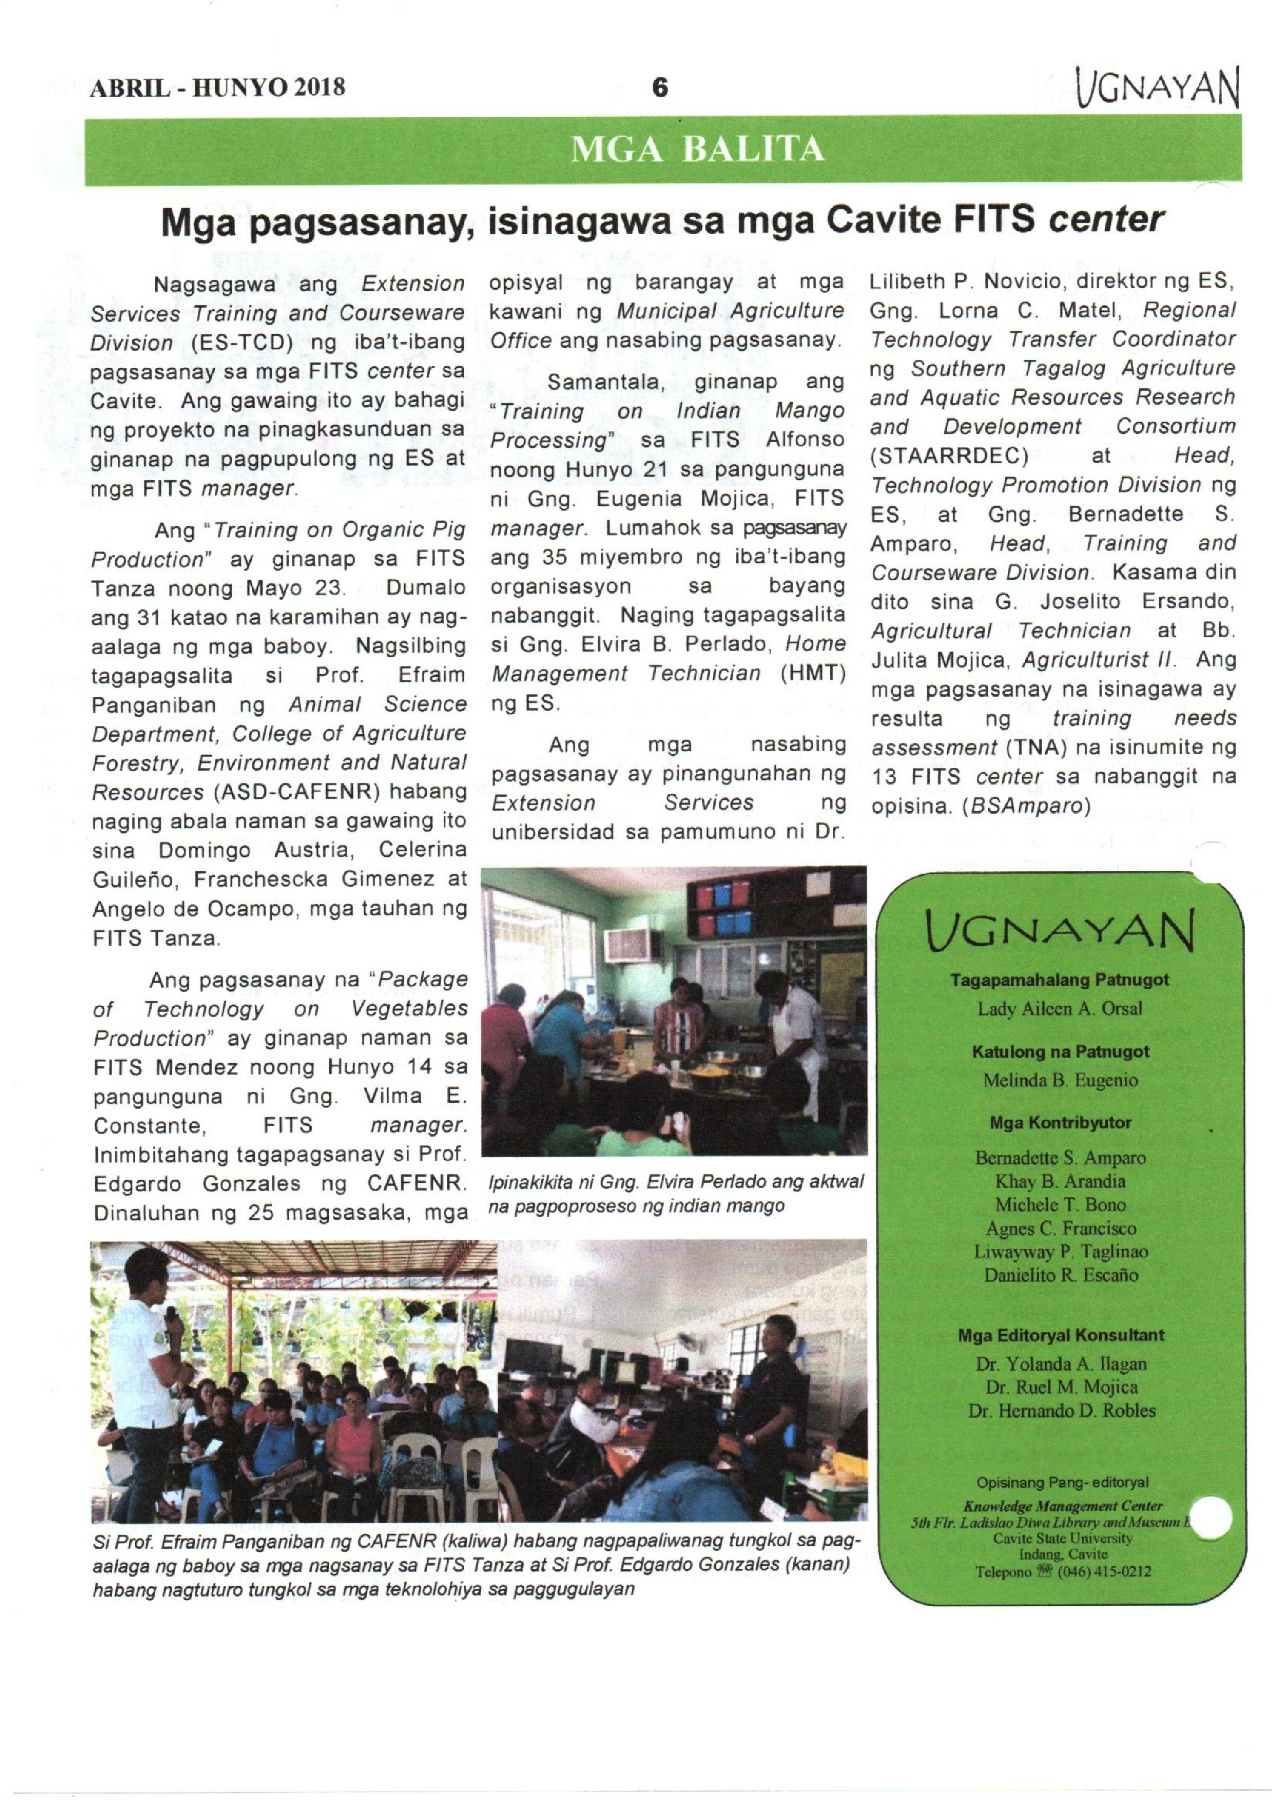 ABRIL - HUNYO 2018
6
UGNAYAN
MGA BALITA
Mga pagsasanay, isinagawa sa mga Cavite FITS center
Nagsagawa ang Extension
Services Training and Courseware
Division (ES-TCD) ng iba't-ibang
pagsasanay sa mga FITS center sa
Cavite. Ang gawaing ito ay bahagi
ng proyekto na pinagkasunduan sa
ginanap na pagpupulong ng ES at
mga FITS manager.
Ang "Training on Organic Pig
Production" ay ginanap sa FITS
Tanza noong Mayo 23. Dumalo
ang 31 katao na karamihan ay nag-
aalaga ng mga baboy. Nagsilbing
tagapagsalita si Prof. Efraim
Panganiban ng Animal Science
Department, College of Agriculture
Forestry, Environment and Natural
Resources (ASD-CAFENR) habang
naging abala naman sa gawaing ito
sina Domingo Austria, Celerina
Guileño, Franchescka Gimenez at
Angelo de Ocampo, mga tauhan ng
FITS Tanza.
Ang pagsasanay na "Package
of Technology on Vegetables
Production" ay ginanap naman sa
FITS Mendez noong Hunyo 14 sa
pangunguna ni Gng. Vilma E.
Constante, FITS manager.
Inimbitahang tagapagsanay si Prof.
Edgardo Gonzales ng CAFENR.
Dinaluhan ng 25 magsasaka, mga
opisyal ng barangay at mga
kawani ng Municipal Agriculture
Office ang nasabing pagsasanay.
Samantala, ginanap ang
"Training on Indian Mango
Processing" sa FITS Alfonso
noong Hunyo 21 sa pangunguna
ni Gng. Eugenia Mojica, FITS
manager. Lumahok sa pagsasanay
ang 35 miyembro ng iba't-ibang
organisasyon sa bayang
nabanggit. Naging tagapagsalita
si Gng. Elvira B. Perlado, Home
Management Technician (HMT)
ng ES.
Ang mga nasabing
pagsasanay ay pinangunahan ng
Extension Services ng
unibersidad sa pamumuno ni Dr.
Lilibeth P. Novicio, direktor ng ES,
Gng. Lorna C. Matel, Regional
Technology Transfer Coordinator
ng Southern Tagalog Agriculture
and Aquatic Resources Research
and Development Consortium
(STAARRDEC) at Head,
Technology Promotion Division ng
ES, at Gng. Bernadette S.
Amparo, Head, Training and
Courseware Division. Kasama din
dito sina G. Joselito Ersando,
Agricultural Technician at Bb.
Julita Mojica, Agriculturist II. Ang
mga pagsasanay na isinagawa ay
resulta ng training needs
assessment (TNA) na isinumite ng
13 FITS center sa nabanggit na
opisina. (BSAmparo)
Ipinakikita ni Gng. Elvira Perlado ang aktwal
na pagpoproseso ng indian mango
Si Prof. Efraim Panganiban ng CAFENR (kaliwa) habang nagpapaliwanag tungkol sa pag-
aalaga ng baboy sa mga nagsanay sa FITS Tanza at Si Prof. Edgardo Gonzales (kanan)
habang nagtuturo tungkol sa mga teknolohiya sa paggugulayan
UGNAYAN
Tagapamahalang Patnugot
Lady Aileen A. Orsal
Katulong na Patnugot
Melinda B. Eugenio
Mga Kontribyutor
Bernadette S. Amparo
Khay B. Arandia
Michele T. Bono
Agnes C. Francisco
Liwayway P. Taglinao
Danielito R. Escaño
Mga Editoryal Konsultant
Dr. Yolanda A. Ilagan
Dr. Ruel M. Mojica
Dr. Hernando D. Robles
Opisinang Pang- editoryal
Knowledge Management Center
5th Flr. Ladislao Diwa Library and Museum
Cavite State University
Indang, Cavite
Telepono ☏ (046) 415-0212